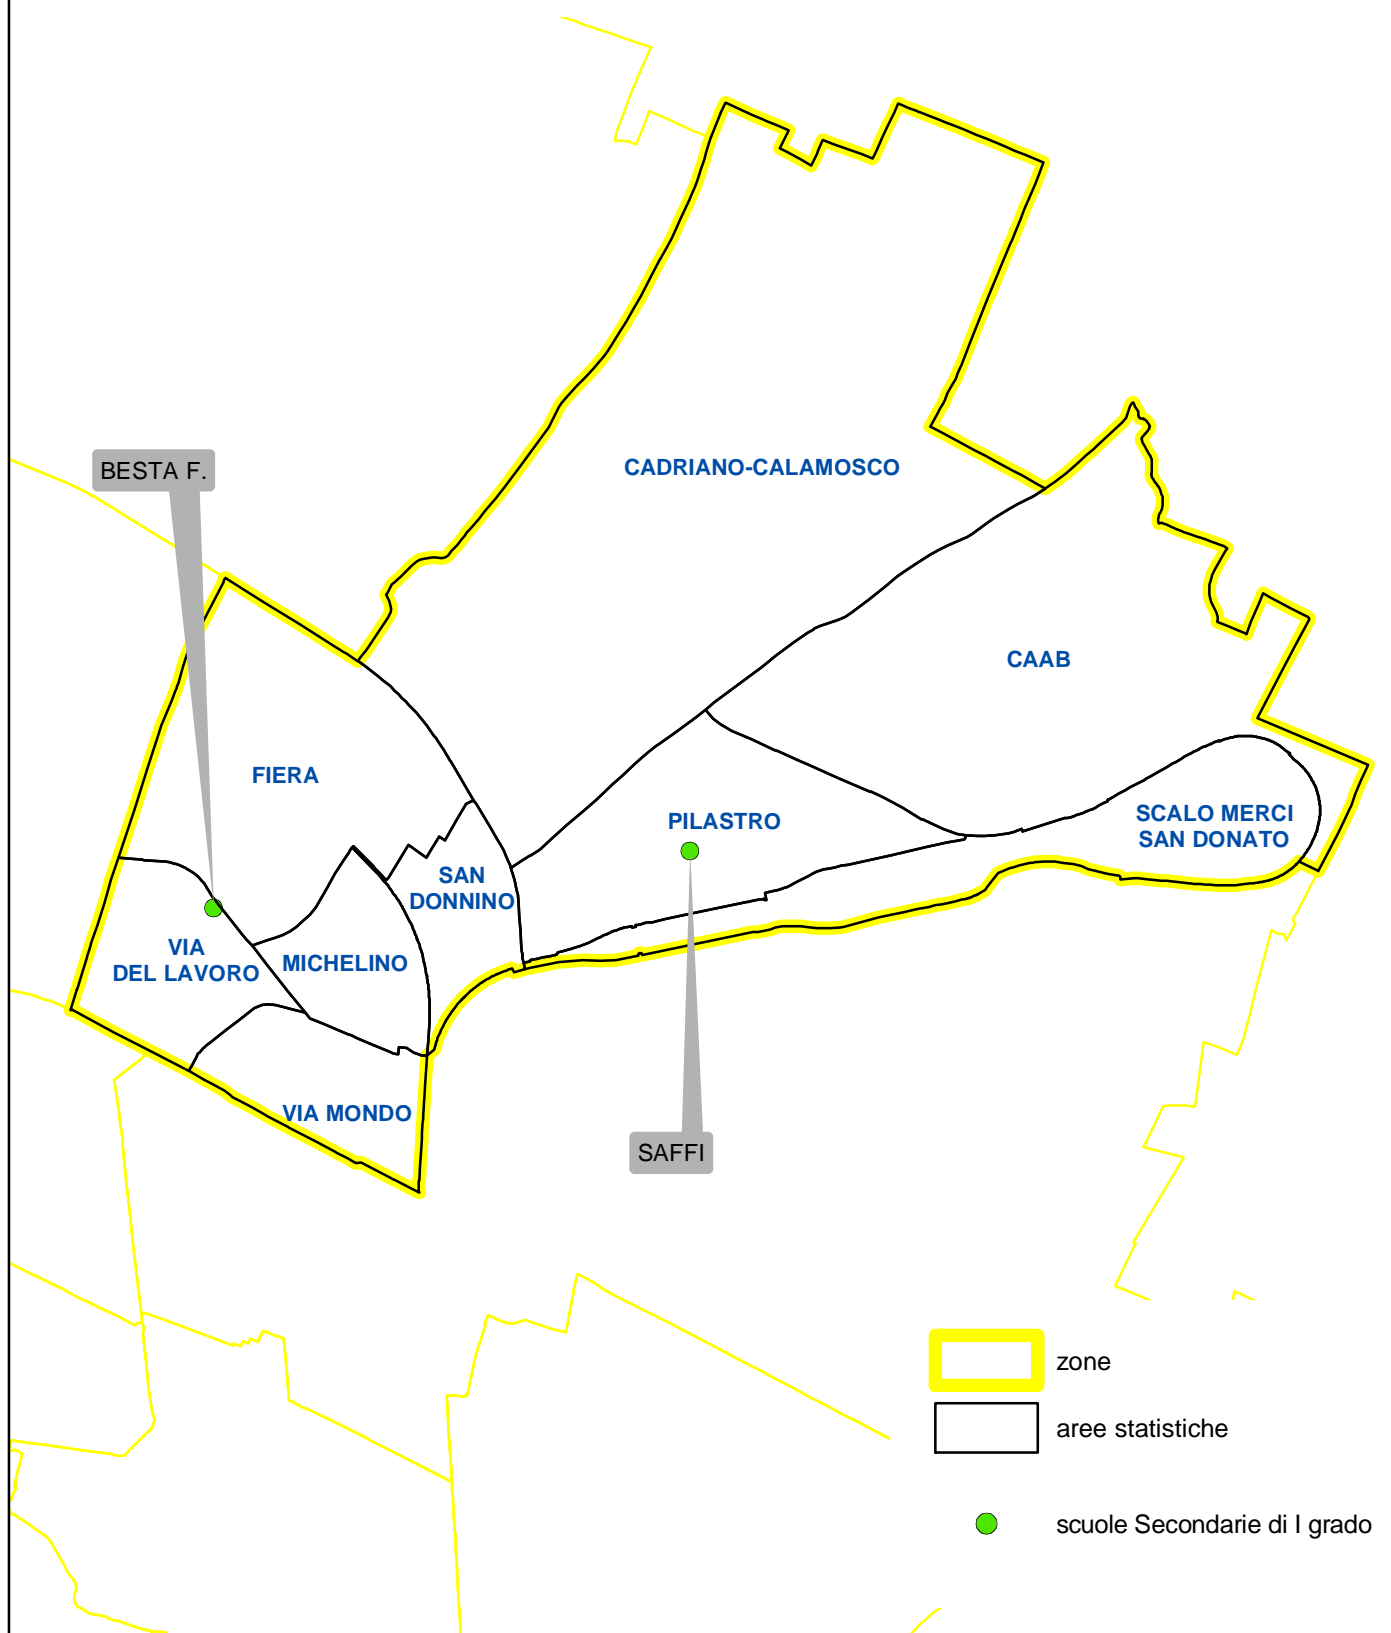 CADRIANO-CALAMOSCO
BESTA F.
CAAB
FIERA
PILASTRO
SCALO MERCI
SAN DONATO
SAN
DONNINO
VIA
DEL LAVORO
MICHELINO
VIA MONDO
SAFFI
zone
aree statistiche
scuole Secondarie di I grado